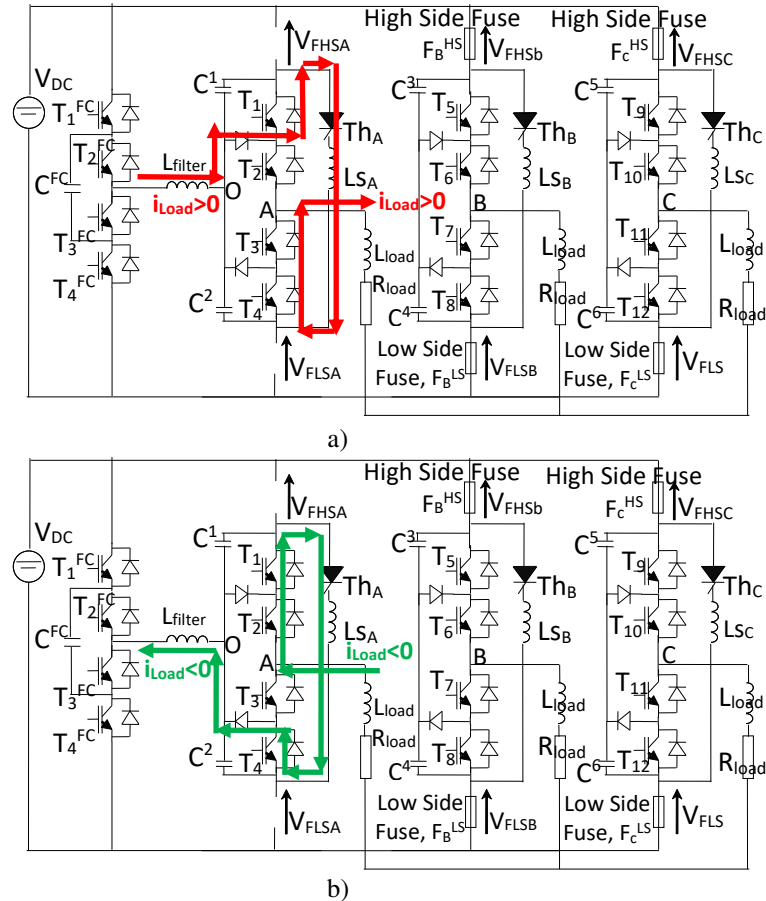 High Side Fuse High Side Fuse
V_FHSA F_B^HS V_FHSb F_c^HS V_FHSC
V_DC
C^1 C^3 C^5
T_1^FC T_1 T_5 T_9
Th_A Th_B Th_C
T_2^FC L_filter T_2 T_6 T_10
C^FC O Ls_A Ls_B Ls_C
i_Load>0 A i_Load>0 B C
T_3^FC T_3 T_7 T_11
L_load L_load L_load
T_4^FC C^2 T_4 R_load C^4 T_8 R_load C^6 T_12 R_load
Low Side Low Side
V_FLSA Fuse, F_B^LS V_FLSB Fuse, F_c^LS V_FLS
a)
High Side Fuse High Side Fuse
V_FHSA F_B^HS V_FHSb F_c^HS V_FHSC
V_DC
C^1 C^3 C^5
T_1^FC T_1 T_5 T_9
Th_A Th_B Th_C
T_2^FC L_filter T_2 T_6 T_10
C^FC O Ls_A Ls_B Ls_C
i_Load<0 A i_Load<0 B C
T_3^FC T_3 T_7 T_11
L_load L_load L_load
T_4^FC C^2 T_4 R_load C^4 T_8 R_load C^6 T_12 R_load
Low Side Low Side
V_FLSA Fuse, F_B^LS V_FLSB Fuse, F_c^LS V_FLS
b)